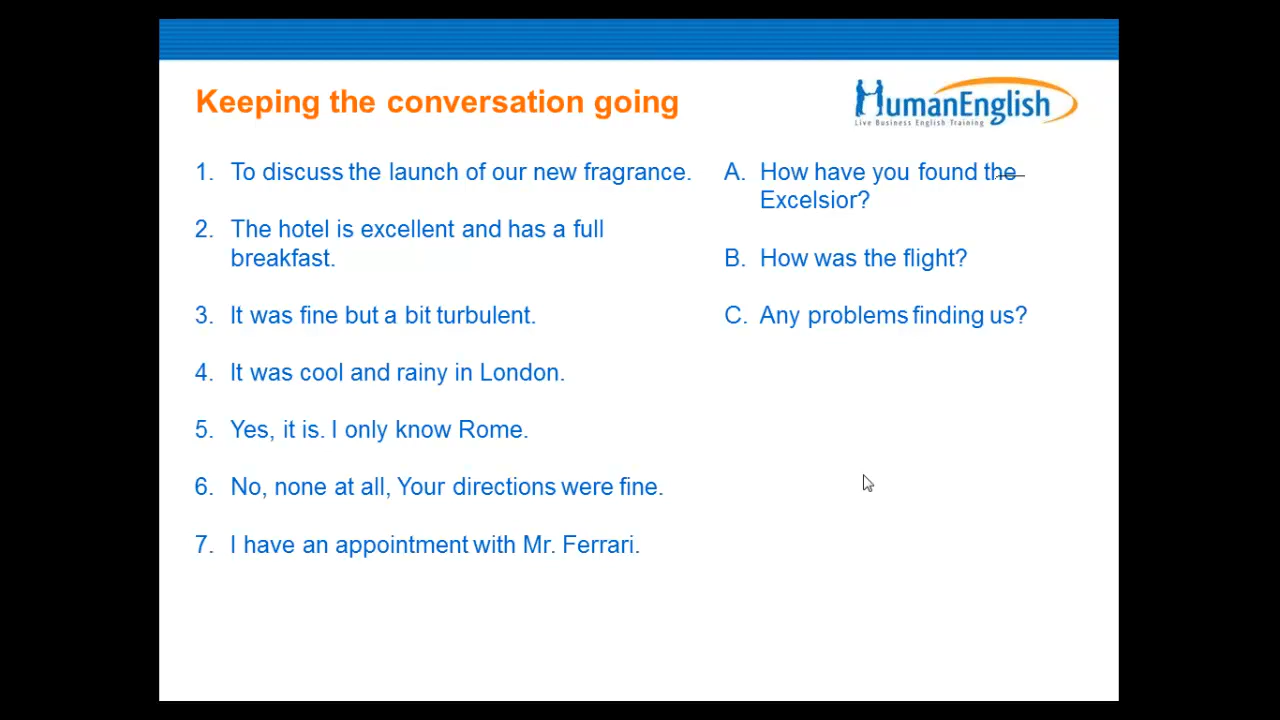 Keeping the conversation going
HumanEnglish
Live Business English Training
1. To discuss the launch of our new fragrance.
2. The hotel is excellent and has a full
breakfast.
3. It was fine but a bit turbulent.
4. It was cool and rainy in London.
5. Yes, it is. I only know Rome.
6. No, none at all, Your directions were fine.
7. I have an appointment with Mr. Ferrari.
A. How have you found the
Excelsior?
B. How was the flight?
C. Any problems finding us?